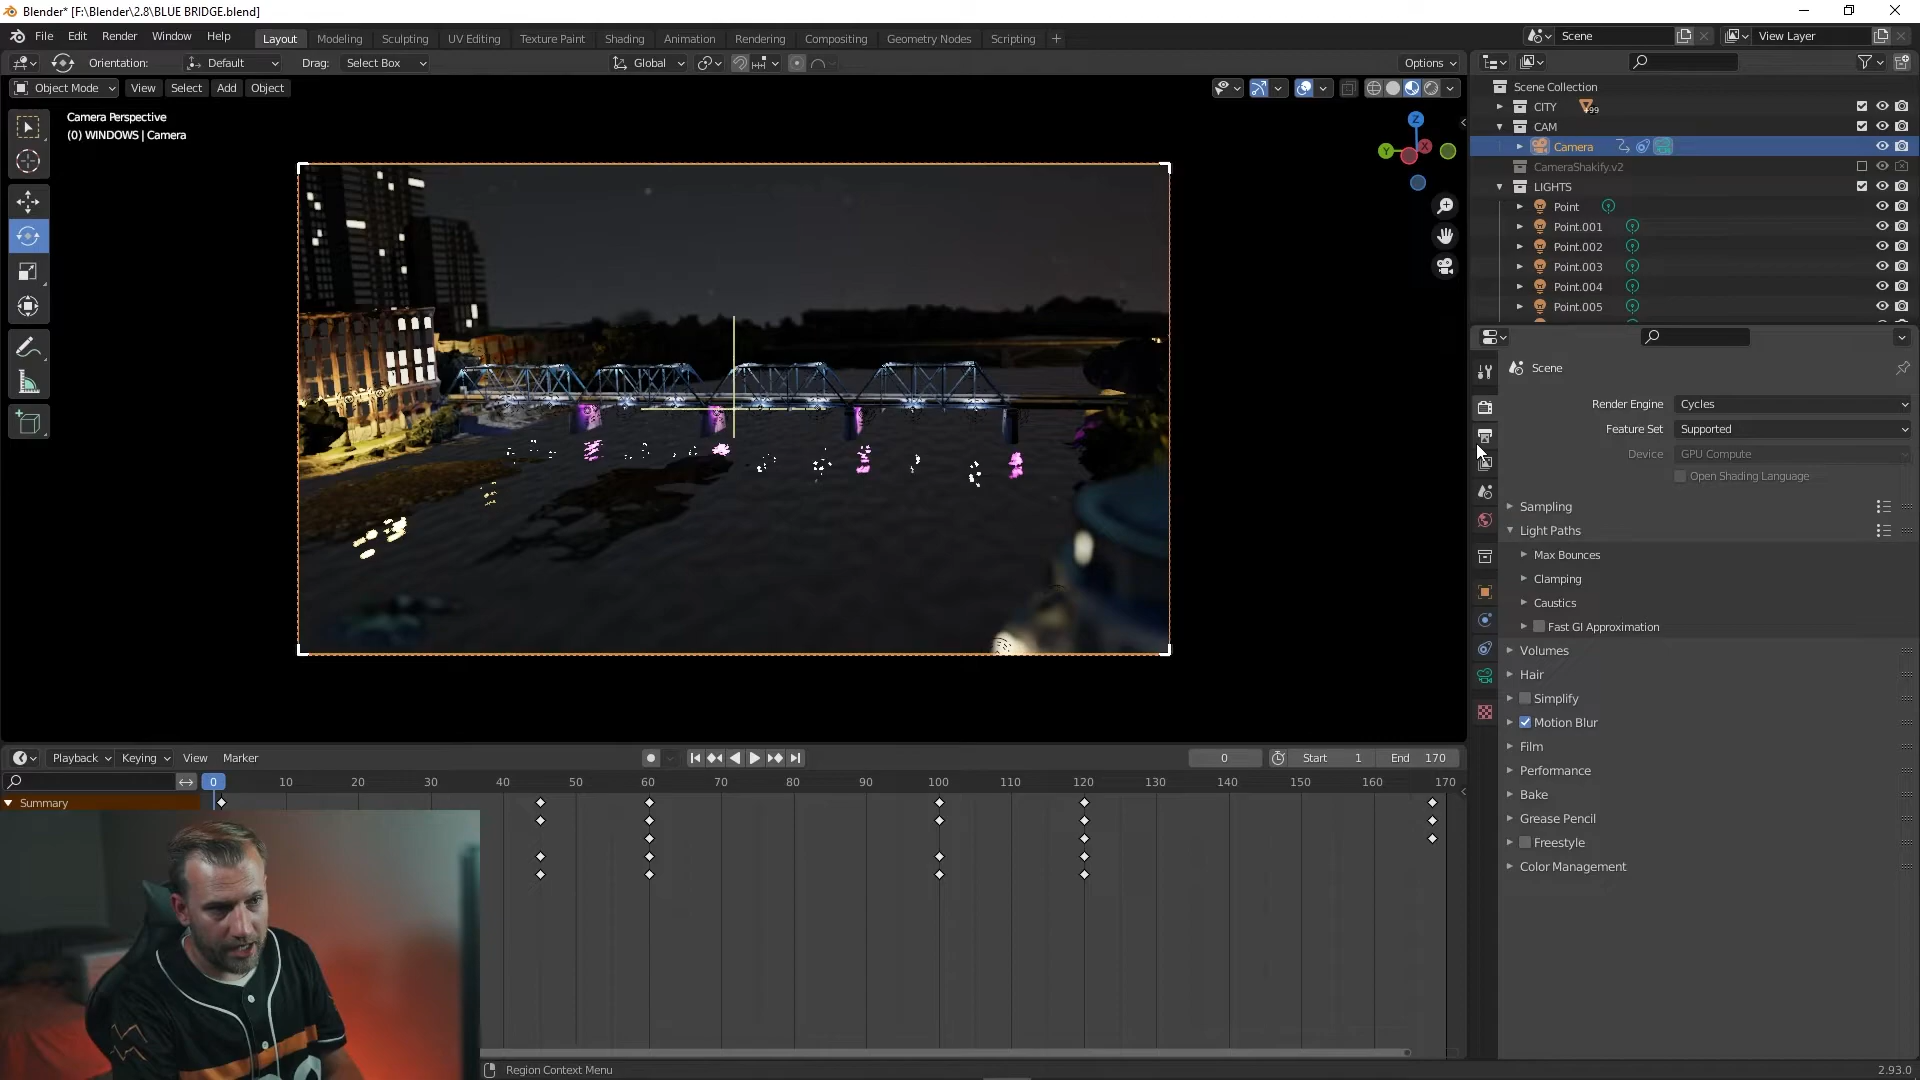 Blender* [F:\Blender\2.8\BLUE BRIDGE.blend]
File Edit Render Window Help
Layout Modeling Sculpting UV Editing Texture Paint Shading Animation Rendering Compositing Geometry Nodes Scripting +
Scene
View Layer
Orientation: Default Drag: Select Box Global Options
Object Mode View Select Add Object
Camera Perspective
(0) WINDOWS | Camera
Z
Y X
Scene Collection
CITY 99
CAM
Camera
CameraShakify.v2
LIGHTS
Point
Point.001
Point.002
Point.003
Point.004
Point.005
Scene
Render Engine Cycles
Feature Set Supported
Device GPU Compute
Open Shading Language
Sampling
Light Paths
Max Bounces
Clamping
Caustics
Fast GI Approximation
Volumes
Hair
Simplify
Motion Blur
Film
Performance
Bake
Grease Pencil
Freestyle
Color Management
Playback Keying View Marker 0 Start 1 End 170
0 10 20 30 40 50 60 70 80 90 100 110 120 130 140 150 160 170
Summary
Region Context Menu
2.93.0